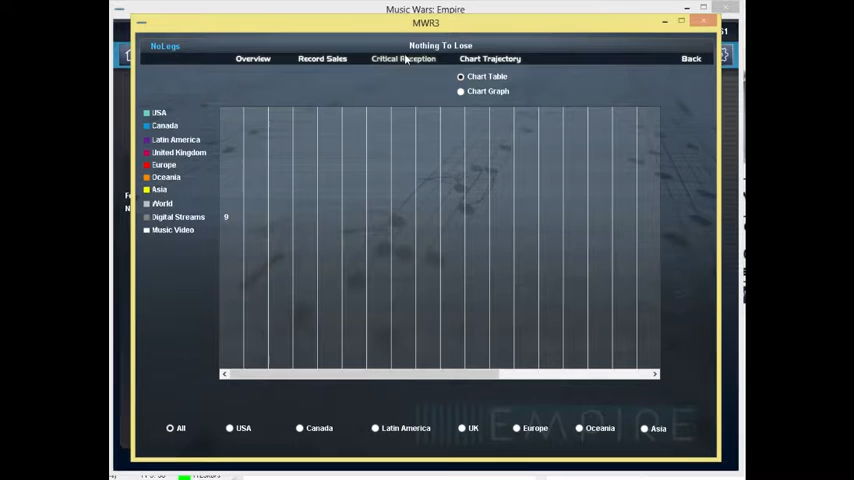 Music Wars: Empire
MWR3
NoLegs
Nothing To Lose
Overview
Record Sales
Critical Reception
Chart Trajectory
Back
Chart Table
Chart Graph
USA
Canada
Latin America
United Kingdom
Europe
Oceania
Asia
World
Digital Streams 9
Music Video
EMPIRE
All
USA
Canada
Latin America
UK
Europe
Oceania
Asia